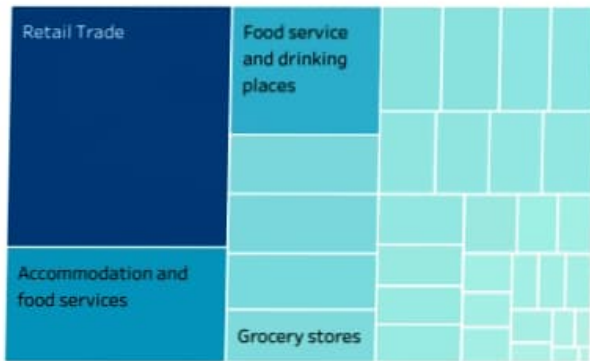 Retail Trade
Food service
and drinking
places
Accommodation and
food services
Grocery stores